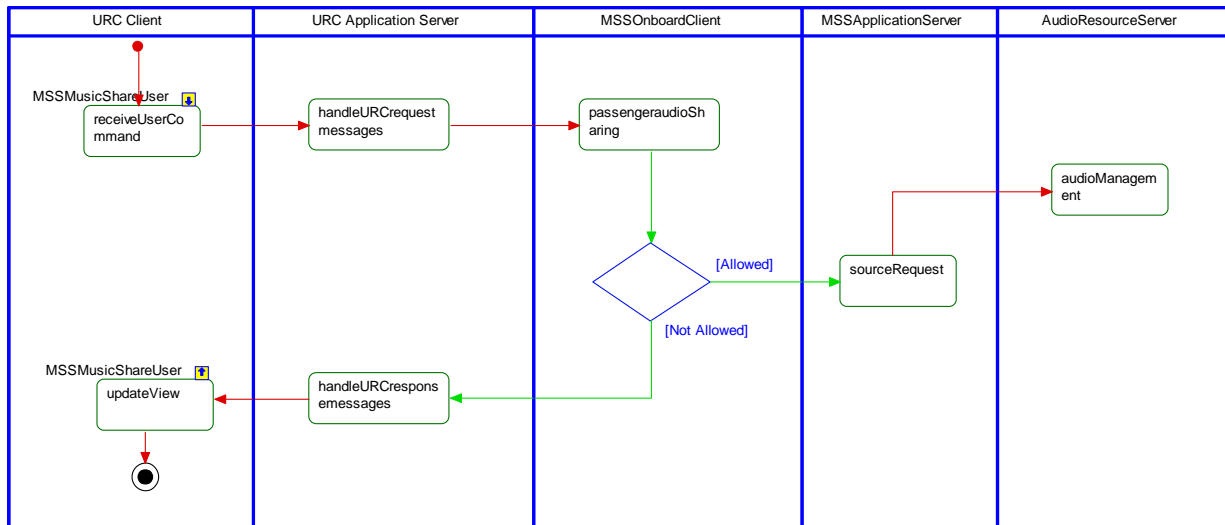 URC Client
URC Application Server
MSSOnboardClient
MSSApplicationServer
AudioResourceServer
MSSMusicShareUser
receiveUserCo
mmand
handleURCrequest
messages
passengeraudioSh
aring
audioManagem
ent
[Allowed]
sourceRequest
[Not Allowed]
MSSMusicShareUser
updateView
handleURCrespons
emessages